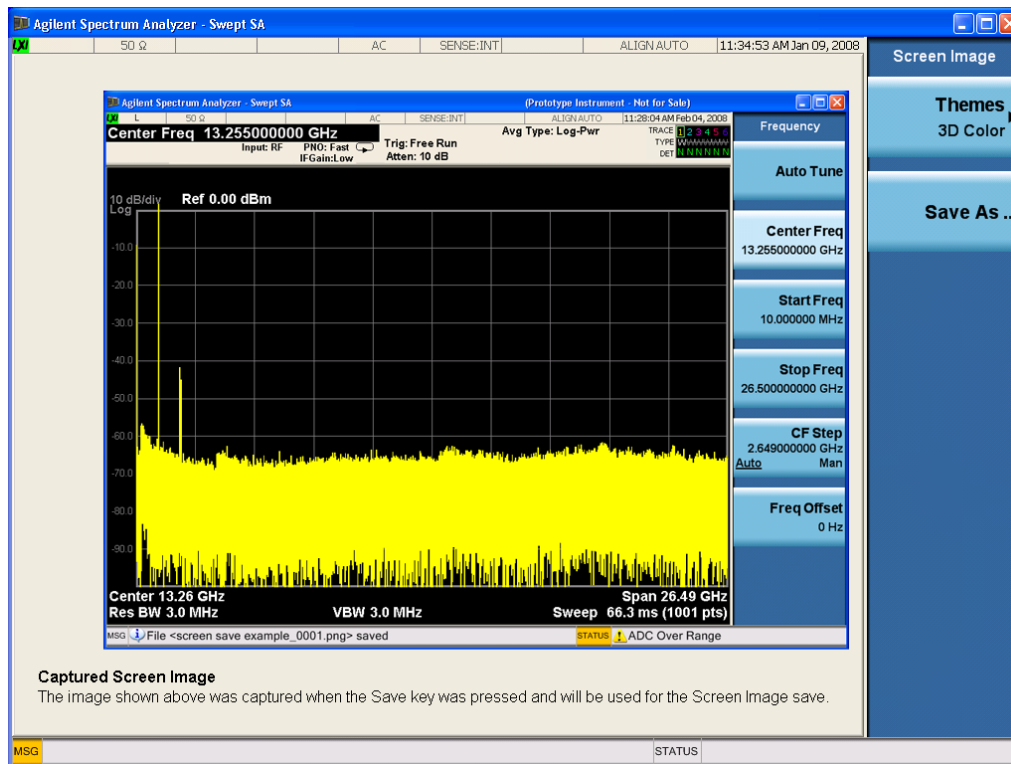 Agilent Spectrum Analyzer - Swept SA
LXI 50 Ω AC SENSE:INT ALIGN AUTO 11:34:53 AM Jan 09, 2008
Screen Image
Themes
3D Color
Save As ..
Agilent Spectrum Analyzer - Swept SA (Prototype Instrument - Not for Sale)
LXI L 50 Ω AC SENSE:INT ALIGNAUTO 11:28:04 AM Feb 04, 2008
Center Freq 13.255000000 GHz
Input: RF PNO: Fast
IFGain:Low
Trig: Free Run
Atten: 10 dB
Avg Type: Log-Pwr
TRACE 1 2 3 4 5 6
TYPE WWWWWW
DET N N N N N N
10 dB/div Ref 0.00 dBm
Log
-10.0
-20.0
-30.0
-40.0
-50.0
-60.0
-70.0
-80.0
-90.0
Center 13.26 GHz Span 26.49 GHz
Res BW 3.0 MHz VBW 3.0 MHz Sweep 66.3 ms (1001 pts)
Frequency
Auto Tune
Center Freq
13.255000000 GHz
Start Freq
10.000000 MHz
Stop Freq
26.500000000 GHz
CF Step
2.649000000 GHz
Auto Man
Freq Offset
0 Hz
MSG File <screen save example_0001.png> saved STATUS ADC Over Range
Captured Screen Image
The image shown above was captured when the Save key was pressed and will be used for the Screen Image save.
MSG STATUS